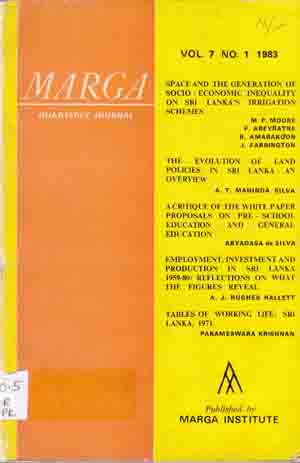 VOL. 7 NO. 1 1983
MARGA
QUARTERLY JOURNAL
SPACE AND THE GENERATION OF
SOCIO - ECONOMIC INEQUALITY
ON SRI LANKA'S IRRIGATION
SCHEMES
M. P. MOORE
F. ABEYRATNE
R. AMARAKOON
J. FARRINGTON
THE EVOLUTION OF LAND
POLICIES IN SRI LANKA : AN
OVERVIEW
A. T. MAHINDA SILVA
A CRITIQUE OF THE WHITE PAPER
PROPOSALS ON PRE - SCHOOL
EDUCATION AND GENERAL
EDUCATION
ARYADASA de SILVA
EMPLOYMENT, INVESTMENT AND
PRODUCTION IN SRI LANKA
1959-80: REFLECTIONS ON WHAT
THE FIGURES REVEAL
A. J. HUGHES HALLETT
TABLES OF WORKING LIFE: SRI
LANKA, 1971.
PARAMESWARA KRISHNAN
Published by
MARGA INSTITUTE